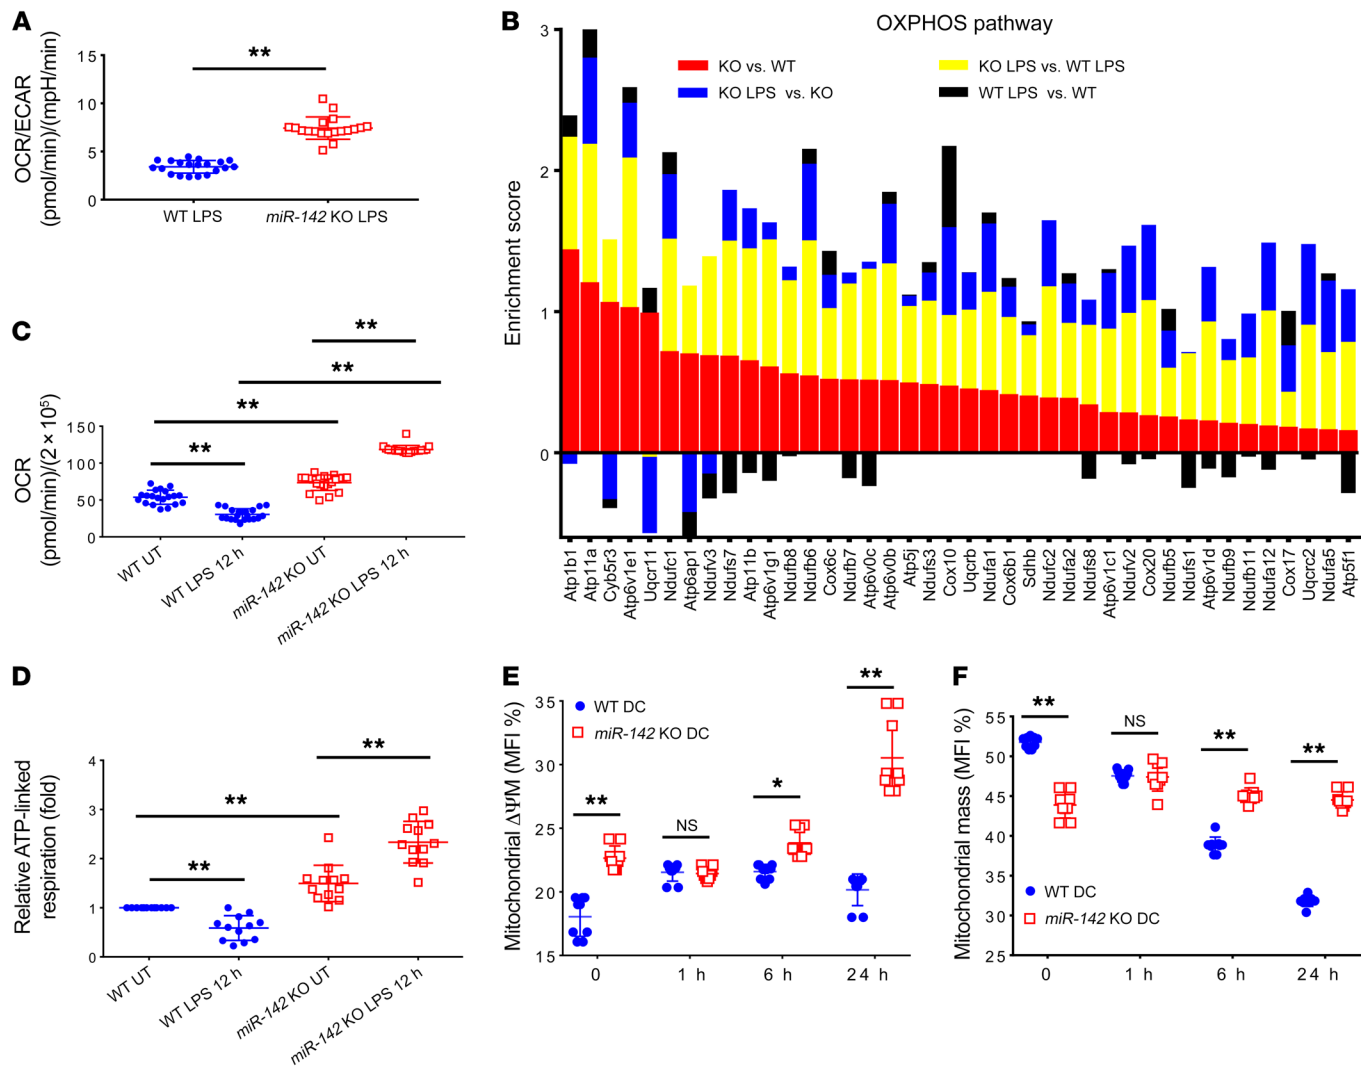 A
OCR/ECAR
(pmol/min)/(mpH/min)
15
10
5
0
**
WT LPS
miR-142 KO LPS
B
OXPHOS pathway
Enrichment score
3
2
1
0
KO vs. WT
KO LPS vs. KO
KO LPS vs. WT LPS
WT LPS vs. WT
Atp1b1
Atp11a
Cyb5r3
Atp6v1e1
Uqcr11
Ndufc1
Atp6ap1
Ndufv3
Ndufs7
Atp11b
Atp6v1g1
Ndufb8
Ndufb6
Cox6c
Ndufb7
Atp6v0c
Atp6v0b
Atp5j
Ndufs3
Cox10
Uqcrb
Ndufa1
Cox6b1
Sdhb
Ndufc2
Ndufa2
Ndufs8
Atp6v1c1
Ndufv2
Cox20
Ndufb5
Ndufs1
Atp6v1d
Ndufb9
Ndufb11
Ndufa12
Cox17
Uqcrc2
Ndufa5
Atp5f1
C
OCR
(pmol/min)/(2 × 10⁵)
150
100
50
0
**
**
**
**
WT UT
WT LPS 12 h
miR-142 KO UT
miR-142 KO LPS 12 h
D
Relative ATP-linked
respiration (fold)
4
3
2
1
0
**
**
**
WT UT
WT LPS 12 h
miR-142 KO UT
miR-142 KO LPS 12 h
E
Mitochondrial ΔΨM (MFI %)
35
30
25
20
15
WT DC
miR-142 KO DC
**
NS
*
**
0
1 h
6 h
24 h
F
Mitochondrial mass (MFI %)
55
50
45
40
35
30
25
**
NS
**
**
WT DC
miR-142 KO DC
0
1 h
6 h
24 h